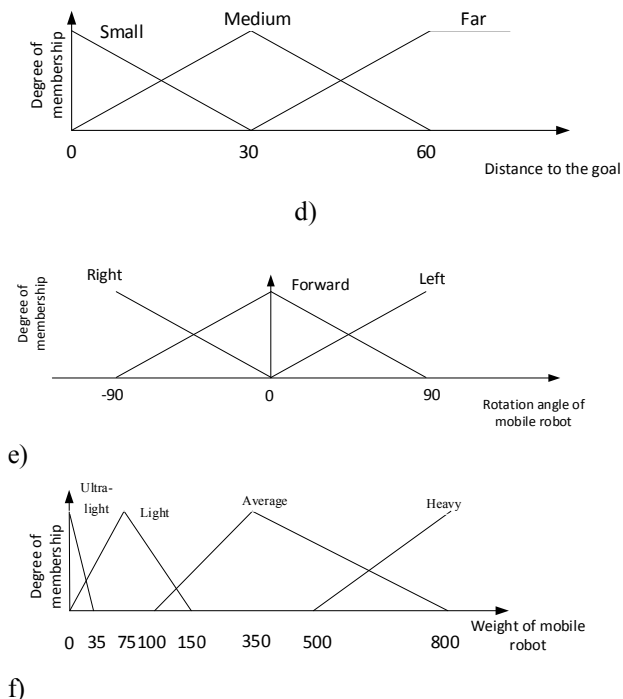 Small Medium Far
Degree of
membership
0 30 60
Distance to the goal
d)
Right Forward Left
Degree of
membership
-90 0 90
Rotation angle of
mobile robot
e)
Ultra-
light Light Average Heavy
Degree of
membership
0 35 75 100 150 350 500 800
Weight of mobile
robot
f)